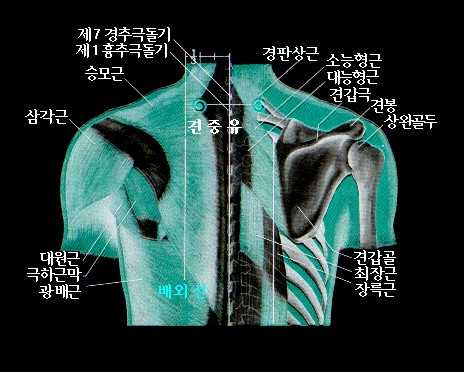 제7 경추극돌기
제1 흉추극돌기
승모근
삼각근
경판상근
소능형근
대능형근
견갑극
견봉
상완골두
견중유
대원근
극하근막
광배근
배외선
견갑골
최장근
장륵근